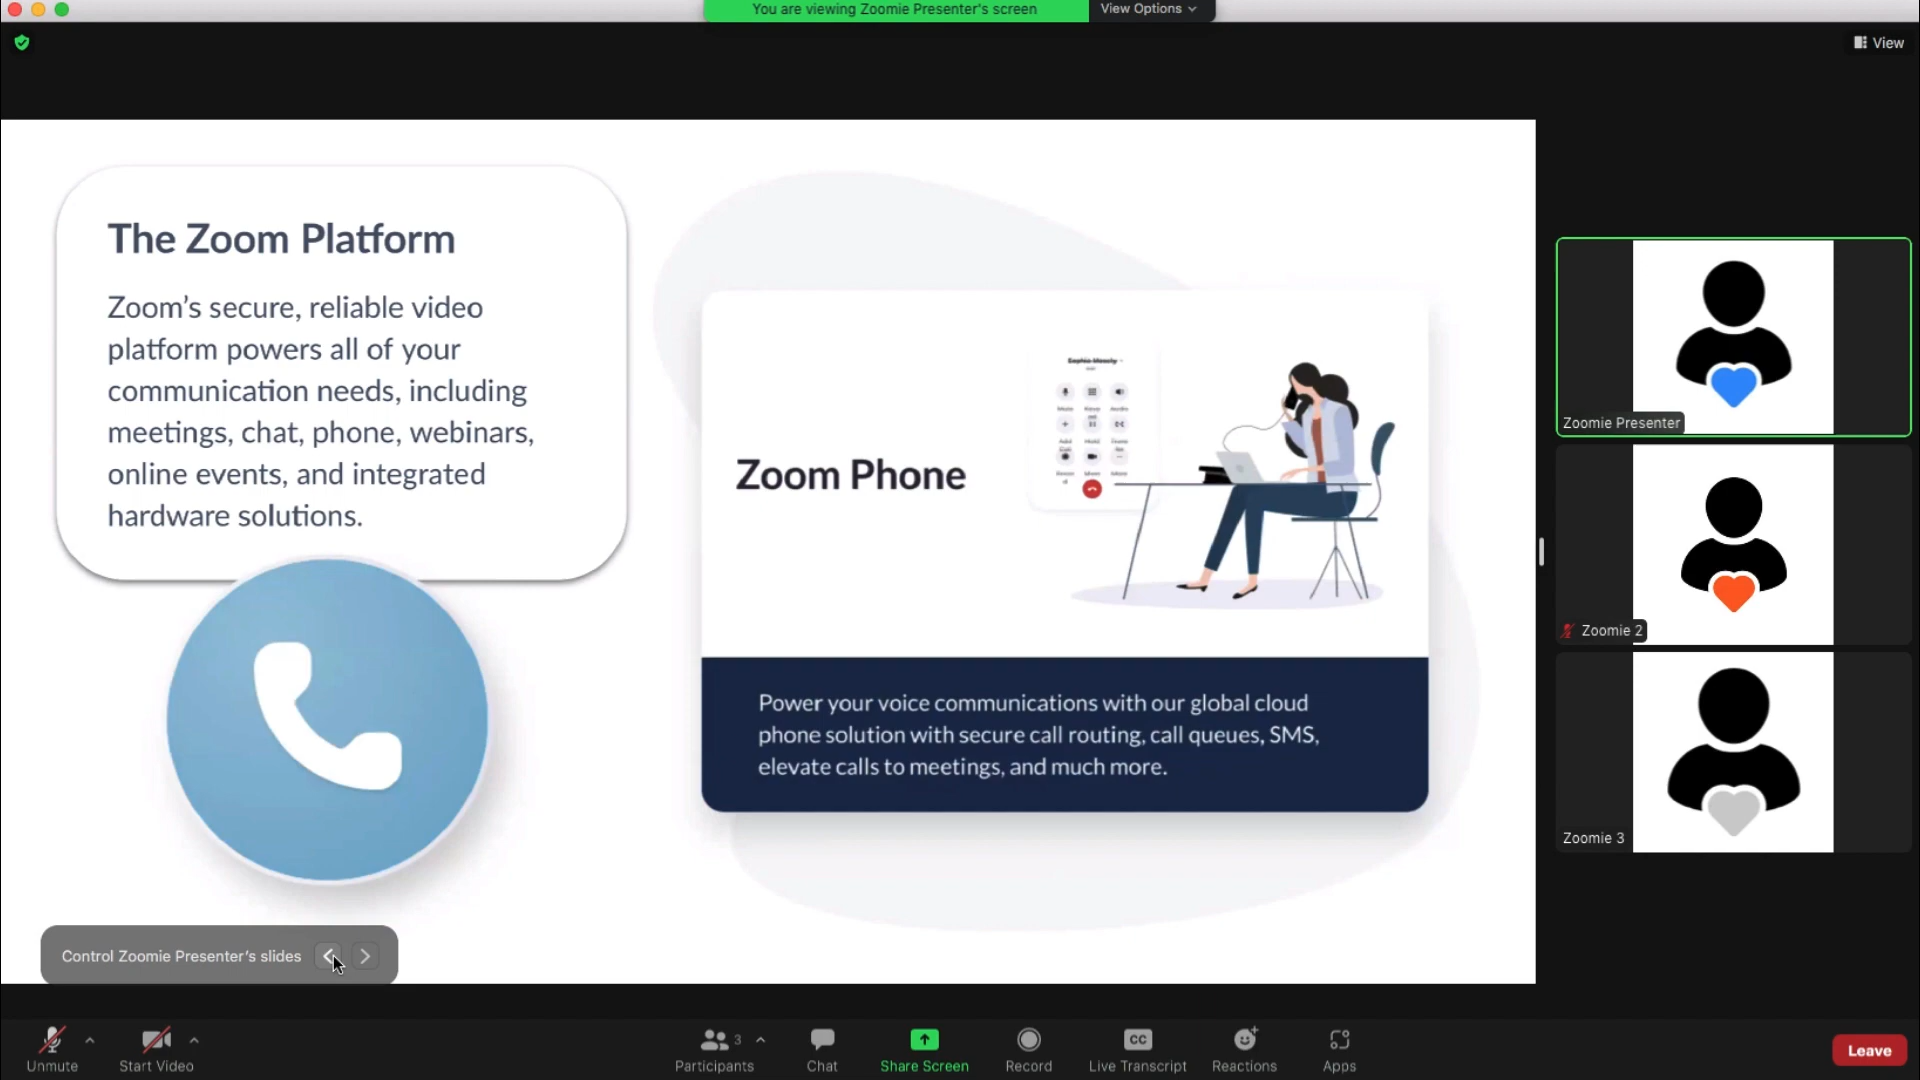 You are viewing Zoomie Presenter's screen
View Options
View
The Zoom Platform
Zoom's secure, reliable video
platform powers all of your
communication needs, including
meetings, chat, phone, webinars,
online events, and integrated
hardware solutions.
Zoom Phone
Power your voice communications with our global cloud
phone solution with secure call routing, call queues, SMS,
elevate calls to meetings, and much more.
Zoomie Presenter
Zoomie 2
Zoomie 3
Control Zoomie Presenter's slides
Unmute
Start Video
3
Participants
Chat
Share Screen
Record
CC
Live Transcript
Reactions
Apps
Leave